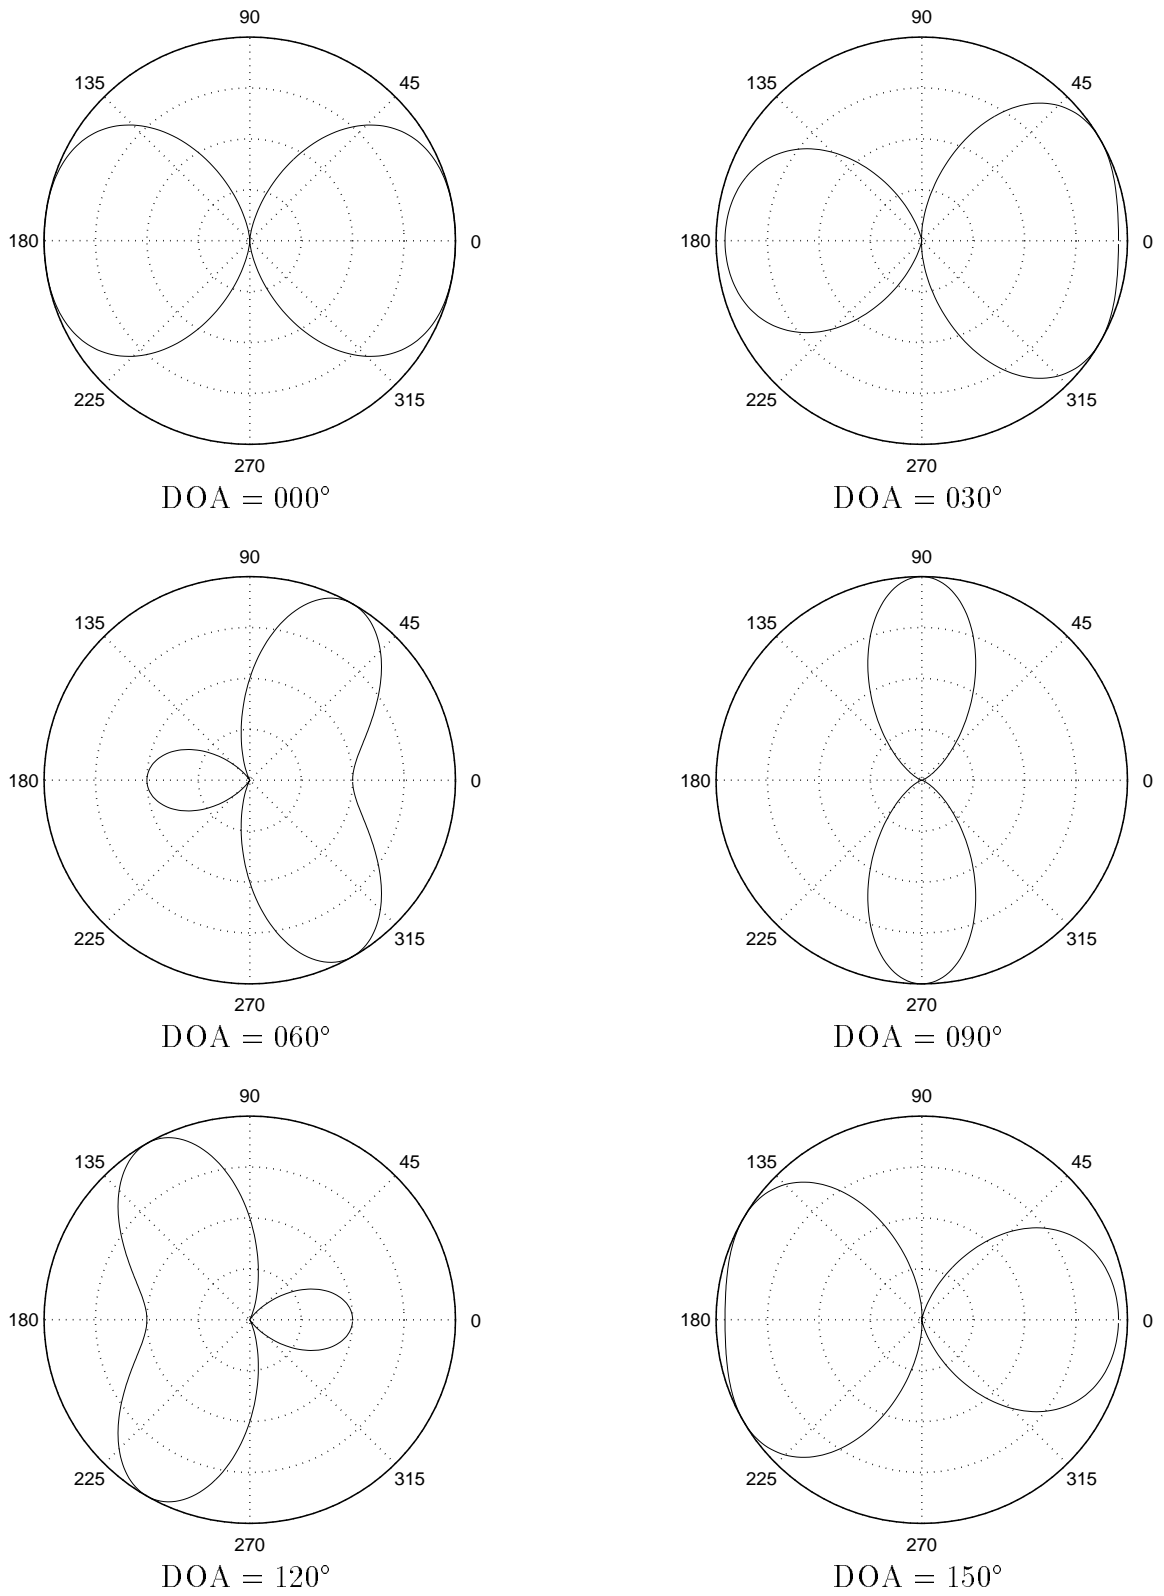 90 90
135 45 135 45
180 0 180 0
225 315 225 315
270 270
DOA = 000° DOA = 030°
90 90
135 45 135 45
180 0 180 0
225 315 225 315
270 270
DOA = 060° DOA = 090°
90 90
135 45 135 45
180 0 180 0
225 315 225 315
270 270
DOA = 120° DOA = 150°